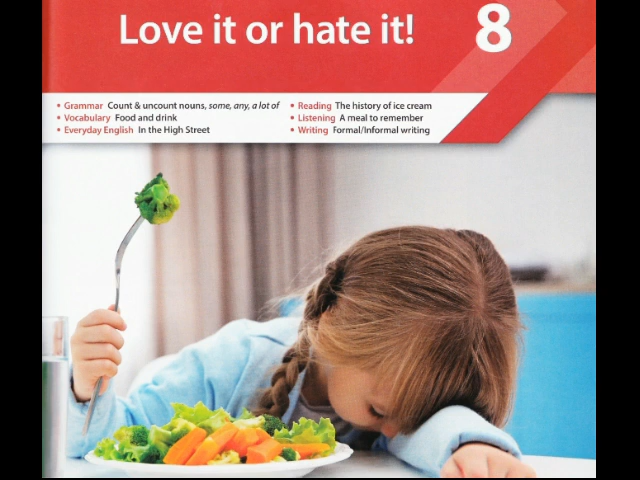 Love it or hate it! 8
• Grammar Count & uncount nouns, some, any, a lot of
• Vocabulary Food and drink
• Everyday English In the High Street
• Reading The history of ice cream
• Listening A meal to remember
• Writing Formal/Informal writing